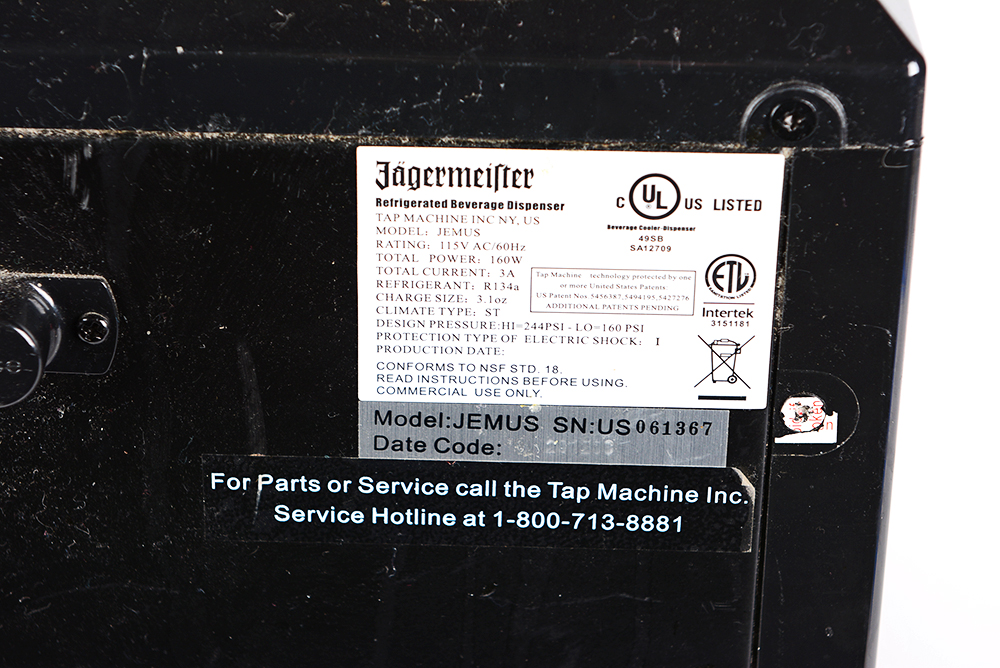 Jägermeiſter
Refrigerated Beverage Dispenser
TAP MACHINE INC NY, US
MODEL: JEMUS
RATING: 115V AC/60Hz
TOTAL POWER: 160W
TOTAL CURRENT: 3A
REFRIGERANT: R134a
CHARGE SIZE: 3.1oz
CLIMATE TYPE: ST
DESIGN PRESSURE:HI=244PSI - LO=160 PSI
PROTECTION TYPE OF ELECTRIC SHOCK: I
PRODUCTION DATE:
CONFORMS TO NSF STD. 18.
READ INSTRUCTIONS BEFORE USING.
COMMERCIAL USE ONLY.
C UL US LISTED
Beverage Cooler-Dispenser
49SB
SA12709
Tap Machine technology protected by one
or more United States Patents:
US Patent Nos. 5456387,5494195,5427276
ADDITIONAL PATENTS PENDING
ETL
SANITATION LISTED
Intertek
3151181
Model:JEMUS SN:US 061367
Date Code:
For Parts or Service call the Tap Machine Inc.
Service Hotline at 1-800-713-8881